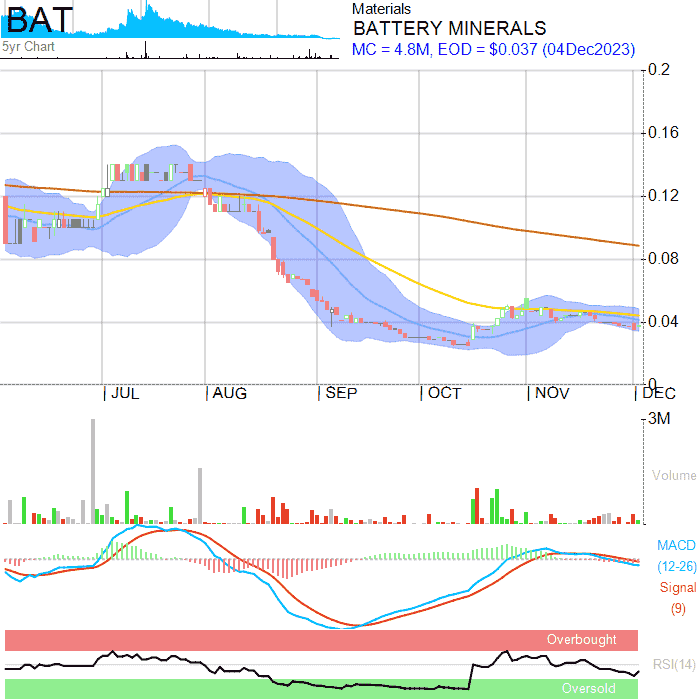 BAT
5yr Chart
Materials
BATTERY MINERALS
MC = 4.8M, EOD = $0.037 (04Dec2023)
0.2
0.16
0.12
0.08
0.04
0
JUL AUG SEP OCT NOV DEC
3M
Volume
MACD
(12-26)
Signal
(9)
Overbought
RSI(14)
Oversold